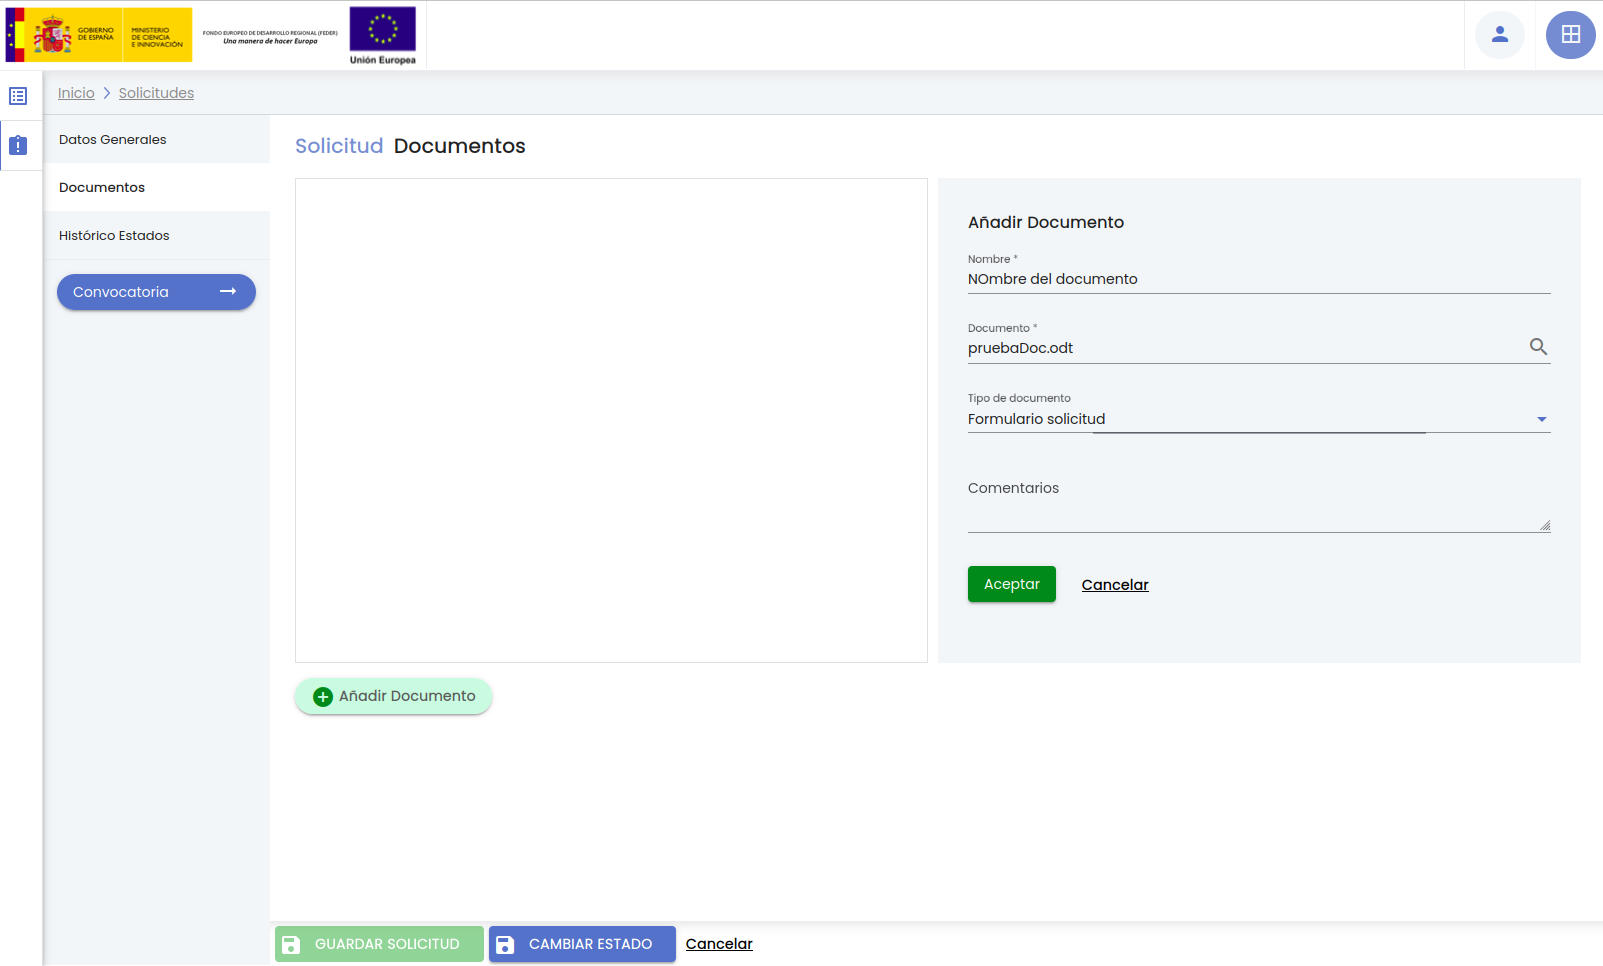 GOBIERNO
DE ESPAÑA
MINISTERIO
DE CIENCIA
E INNOVACIÓN
FONDO EUROPEO DE DESARROLLO REGIONAL (FEDER)
Una manera de hacer Europa
Unión Europea
Inicio > Solicitudes
Datos Generales
Documentos
Histórico Estados
Convocatoria
Solicitud Documentos
Añadir Documento
Nombre *
NOmbre del documento
Documento *
pruebaDoc.odt
Tipo de documento
Formulario solicitud
Comentarios
Aceptar
Cancelar
Añadir Documento
GUARDAR SOLICITUD
CAMBIAR ESTADO
Cancelar